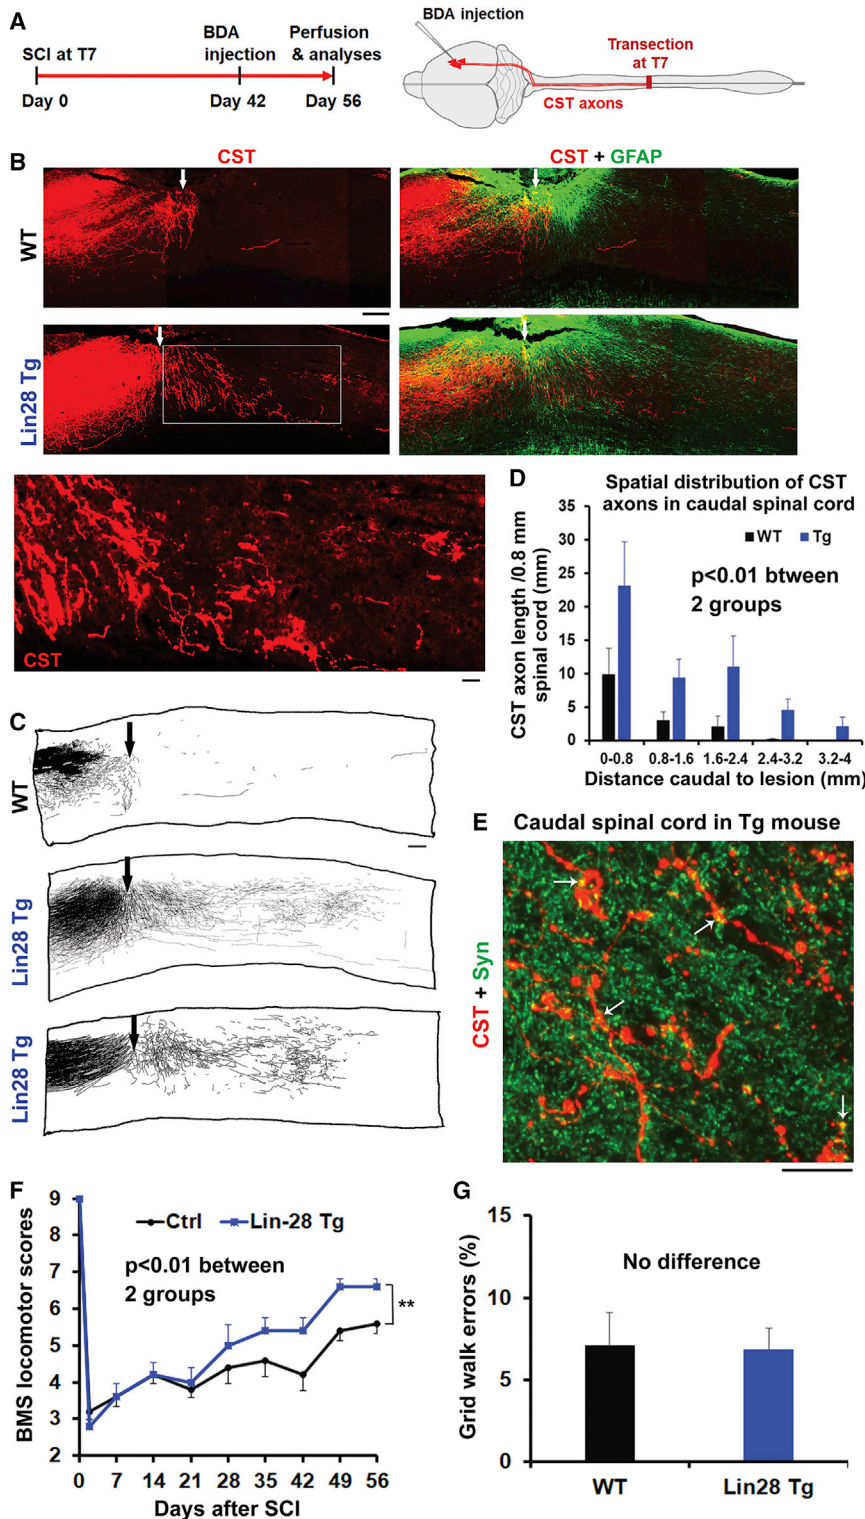 A
SCI at T7
BDA
injection
Perfusion
& analyses
Day 0
Day 42
Day 56
BDA injection
Transection
at T7
CST axons
B
CST
CST + GFAP
WT
Lin28 Tg
CST
C
WT
Lin28 Tg
Lin28 Tg
D
Spatial distribution of CST
axons in caudal spinal cord
CST axon length /0.8 mm
spinal cord (mm)
35
30
25
20
15
10
5
0
WT
Tg
p<0.01 btween
2 groups
0-0.8
0.8-1.6
1.6-2.4
2.4-3.2
3.2-4
Distance caudal to lesion (mm)
E
Caudal spinal cord in Tg mouse
CST + Syn
F
BMS locomotor scores
9
8
7
6
5
4
3
2
Ctrl
Lin-28 Tg
p<0.01 between
2 groups
**
0
7
14
21
28
35
42
49
56
Days after SCI
G
Grid walk errors (%)
15
10
5
0
No difference
WT
Lin28 Tg